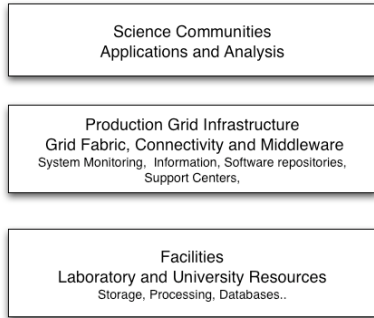 Science Communities
Applications and Analysis
Production Grid Infrastructure
Grid Fabric, Connectivity and Middleware
System Monitoring, Information, Software repositories,
Support Centers,
Facilities
Laboratory and University Resources
Storage, Processing, Databases..